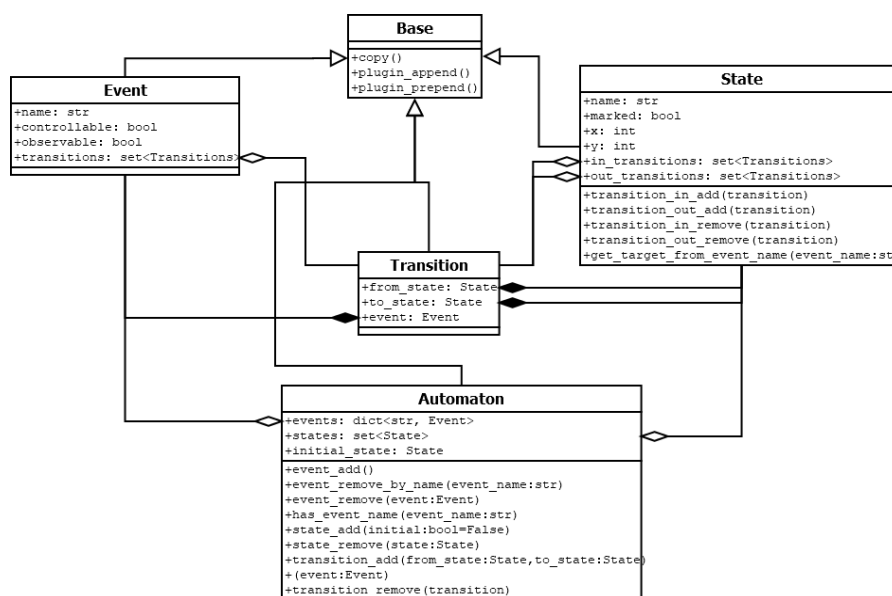 Base
+copy()
+plugin_append()
+plugin_prepend()
Event
+name: str
+controllable: bool
+observable: bool
+transitions: set<Transitions>
State
+name: str
+marked: bool
+x: int
+y: int
+in_transitions: set<Transitions>
+out_transitions: set<Transitions>
+transition_in_add(transition)
+transition_out_add(transition)
+transition_in_remove(transition)
+transition_out_remove(transition)
+get_target_from_event_name(event_name:st
Transition
+from_state: State
+to_state: State
+event: Event
Automaton
+events: dict<str, Event>
+states: set<State>
+initial_state: State
+event_add()
+event_remove_by_name(event_name:str)
+event_remove(event:Event)
+has_event_name(event_name:str)
+state_add(initial:bool=False)
+state_remove(state:State)
+transition_add(from_state:State,to_state:State)
+(event:Event)
+transition_remove(transition)